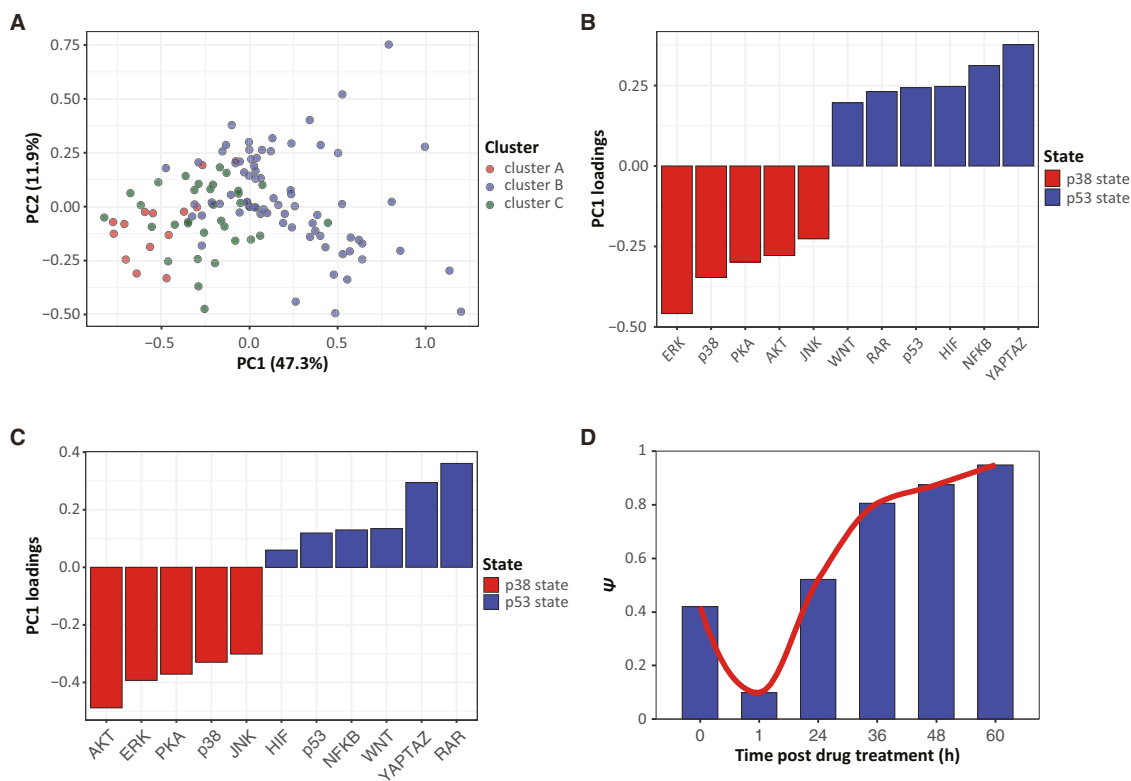 A
0.75
0.50
0.25
0.00
−0.25
−0.50
PC2 (11.9%)
−0.5
0.0
0.5
1.0
PC1 (47.3%)
Cluster
cluster A
cluster B
cluster C
B
0.25
0.00
−0.25
−0.50
PC1 loadings
ERK
p38
PKA
AKT
JNK
WNT
RAR
p53
HIF
NFKB
YAPTAZ
State
p38 state
p53 state
C
0.4
0.2
0.0
−0.2
−0.4
PC1 loadings
AKT
ERK
PKA
p38
JNK
HIF
p53
NFKB
WNT
YAPTAZ
RAR
State
p38 state
p53 state
D
1
0.8
0.6
0.4
0.2
0
ψ
0
1
24
36
48
60
Time post drug treatment (h)